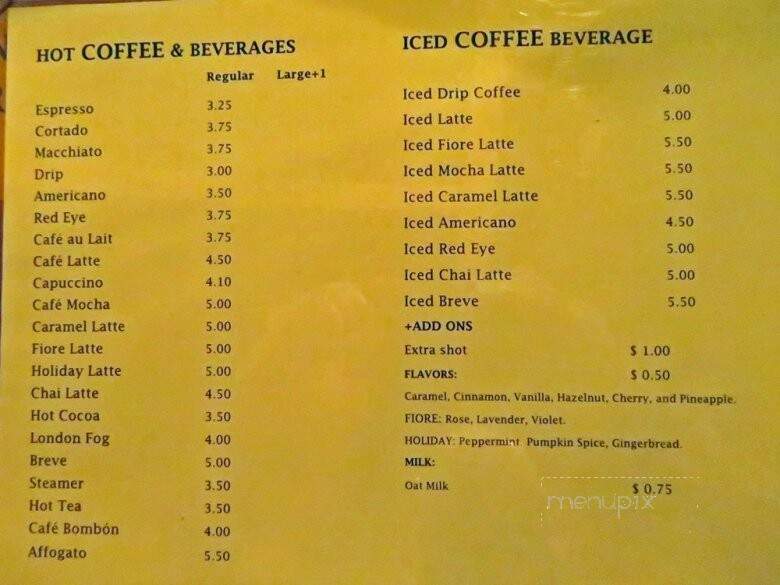 HOT COFFEE & BEVERAGES
Regular Large+1
Espresso 3.25
Cortado 3.75
Macchiato 3.75
Drip 3.00
Americano 3.50
Red Eye 3.75
Café au Lait 3.75
Café Latte 4.50
Capuccino 4.10
Café Mocha 5.00
Caramel Latte 5.00
Fiore Latte 5.00
Holiday Latte 5.00
Chai Latte 4.50
Hot Cocoa 3.50
London Fog 4.00
Breve 5.00
Steamer 3.50
Hot Tea 3.50
Café Bombón 4.00
Affogato 5.50
ICED COFFEE BEVERAGE
Iced Drip Coffee 4.00
Iced Latte 5.00
Iced Fiore Latte 5.50
Iced Mocha Latte 5.50
Iced Caramel Latte 5.50
Iced Americano 4.50
Iced Red Eye 5.00
Iced Chai Latte 5.00
Iced Breve 5.50
+ADD ONS
Extra shot $ 1.00
FLAVORS: $ 0.50
Caramel, Cinnamon, Vanilla, Hazelnut, Cherry, and Pineapple.
FIORE: Rose, Lavender, Violet.
HOLIDAY: Peppermint, Pumpkin Spice, Gingerbread.
MILK:
Oat Milk $ 0.75
menupix